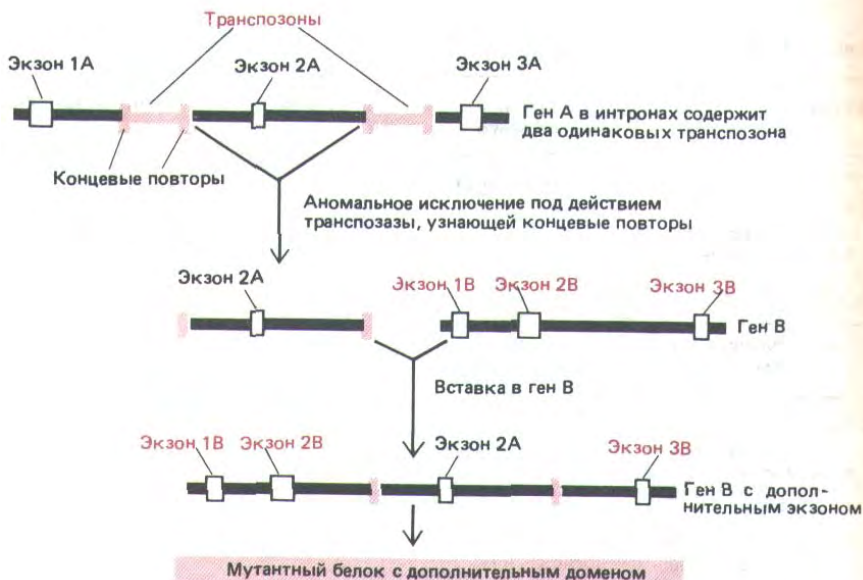 Транспозоны
Экзон 1А
Экзон 2А
Экзон 3А
Ген А в интронах содержит
два одинаковых транспозона
Концевые повторы
Аномальное исключение под действием
транспозазы, узнающей концевые повторы
Экзон 2А
Экзон 1В
Экзон 2В
Экзон 3В
Ген В
Вставка в ген В
Экзон 1В
Экзон 2В
Экзон 2А
Экзон 3В
Ген В с допол-
нительным экзоном
Мутантный белок с дополнительным доменом